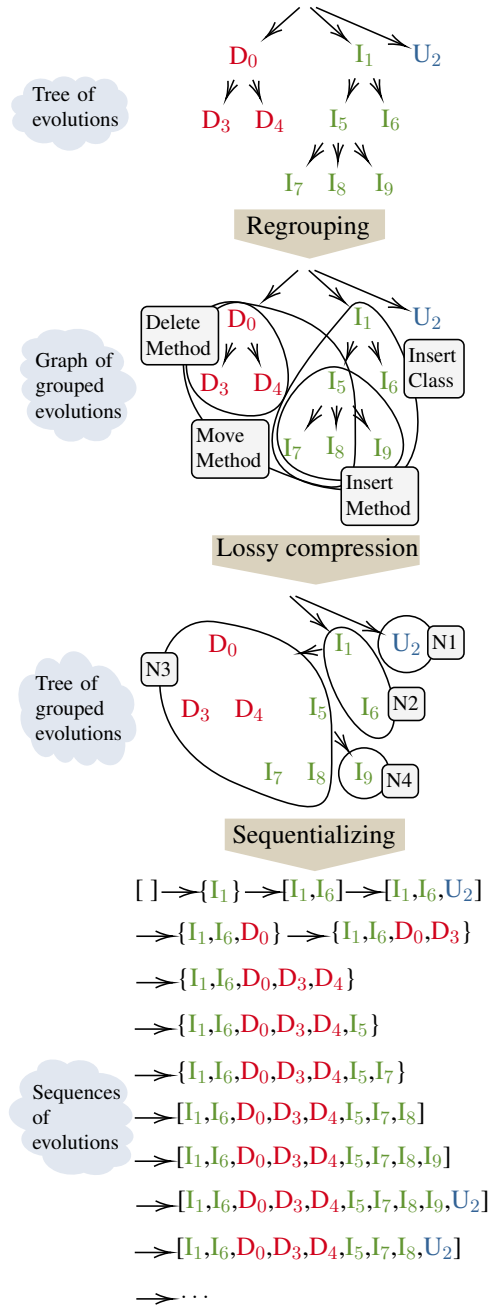 D₀ I₁ U₂
Tree of
evolutions
D₃ D₄ I₅ I₆
I₇ I₈ I₉
Regrouping
Delete
Method
D₀ I₁ U₂
Graph of
grouped
evolutions
Insert
Class
D₃ D₄ I₅ I₆
Move
Method
I₇ I₈ I₉
Insert
Method
Lossy compression
D₀ I₁ U₂ N1
N3
Tree of
grouped
evolutions
D₃ D₄ I₅ I₆ N2
I₇ I₈ I₉ N4
Sequentializing
[ ] → {I₁} → [I₁,I₆] → [I₁,I₆,U₂]
→ {I₁,I₆,D₀} → {I₁,I₆,D₀,D₃}
→ {I₁,I₆,D₀,D₃,D₄}
→ {I₁,I₆,D₀,D₃,D₄,I₅}
→ {I₁,I₆,D₀,D₃,D₄,I₅,I₇}
Sequences
of
evolutions
→ [I₁,I₆,D₀,D₃,D₄,I₅,I₇,I₈]
→ [I₁,I₆,D₀,D₃,D₄,I₅,I₇,I₈,I₉]
→ [I₁,I₆,D₀,D₃,D₄,I₅,I₇,I₈,I₉,U₂]
→ [I₁,I₆,D₀,D₃,D₄,I₅,I₇,I₈,U₂]
→ ···